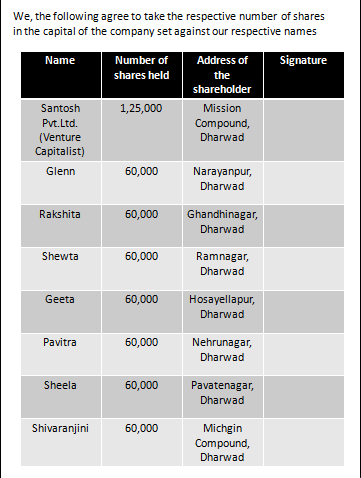 We, the following agree to take the respective number of shares
in the capital of the company set against our respective names
Name Number of shares held Address of the shareholder Signature
Santosh Pvt.Ltd. (Venture Capitalist) 1,25,000 Mission Compound, Dharwad
Glenn 60,000 Narayanpur, Dharwad
Rakshita 60,000 Ghandhinagar, Dharwad
Shewta 60,000 Ramnagar, Dharwad
Geeta 60,000 Hosayellapur, Dharwad
Pavitra 60,000 Nehrunagar, Dharwad
Sheela 60,000 Pavatenagar, Dharwad
Shivaranjini 60,000 Michgin Compound, Dharwad